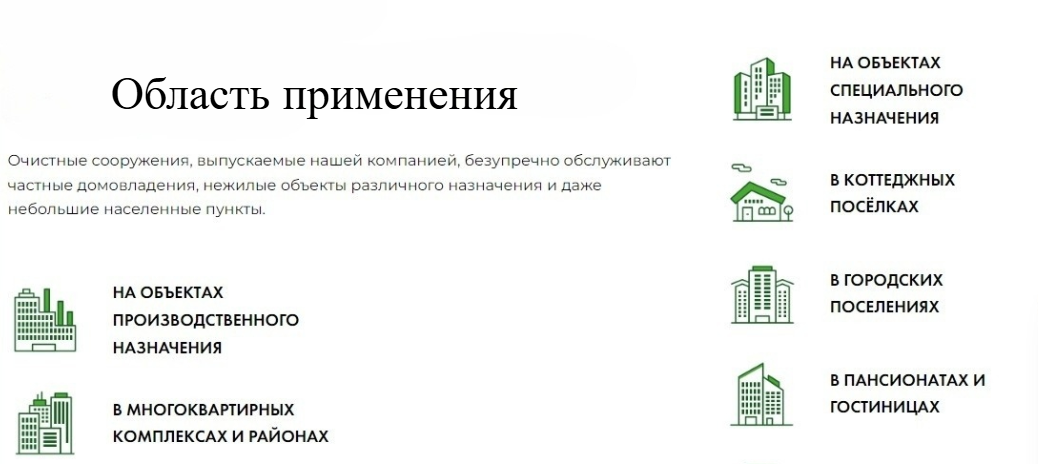 Область применения
Очистные сооружения, выпускаемые нашей компанией, безупречно обслуживают
частные домовладения, нежилые объекты различного назначения и даже
небольшие населенные пункты.
НА ОБЪЕКТАХ
ПРОИЗВОДСТВЕННОГО
НАЗНАЧЕНИЯ
В МНОГОКВАРТИРНЫХ
КОМПЛЕКСАХ И РАЙОНАХ
НА ОБЪЕКТАХ
СПЕЦИАЛЬНОГО
НАЗНАЧЕНИЯ
В КОТТЕДЖНЫХ
ПОСЁЛКАХ
В ГОРОДСКИХ
ПОСЕЛЕНИЯХ
В ПАНСИОНАТАХ И
ГОСТИНИЦАХ